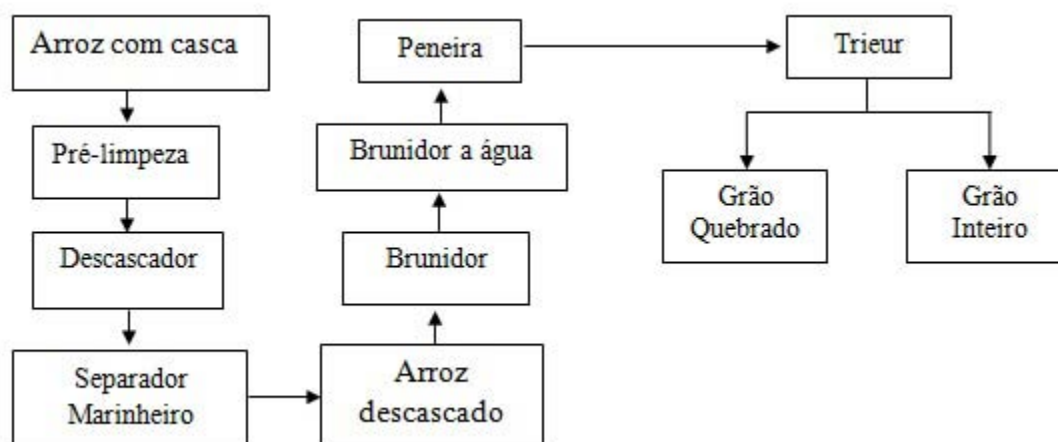 Arroz com casca
Pré-limpeza
Descascador
Separador
Marinheiro
Arroz
descascado
Brunidor
Brunidor a água
Peneira
Trieur
Grão
Quebrado
Grão
Inteiro